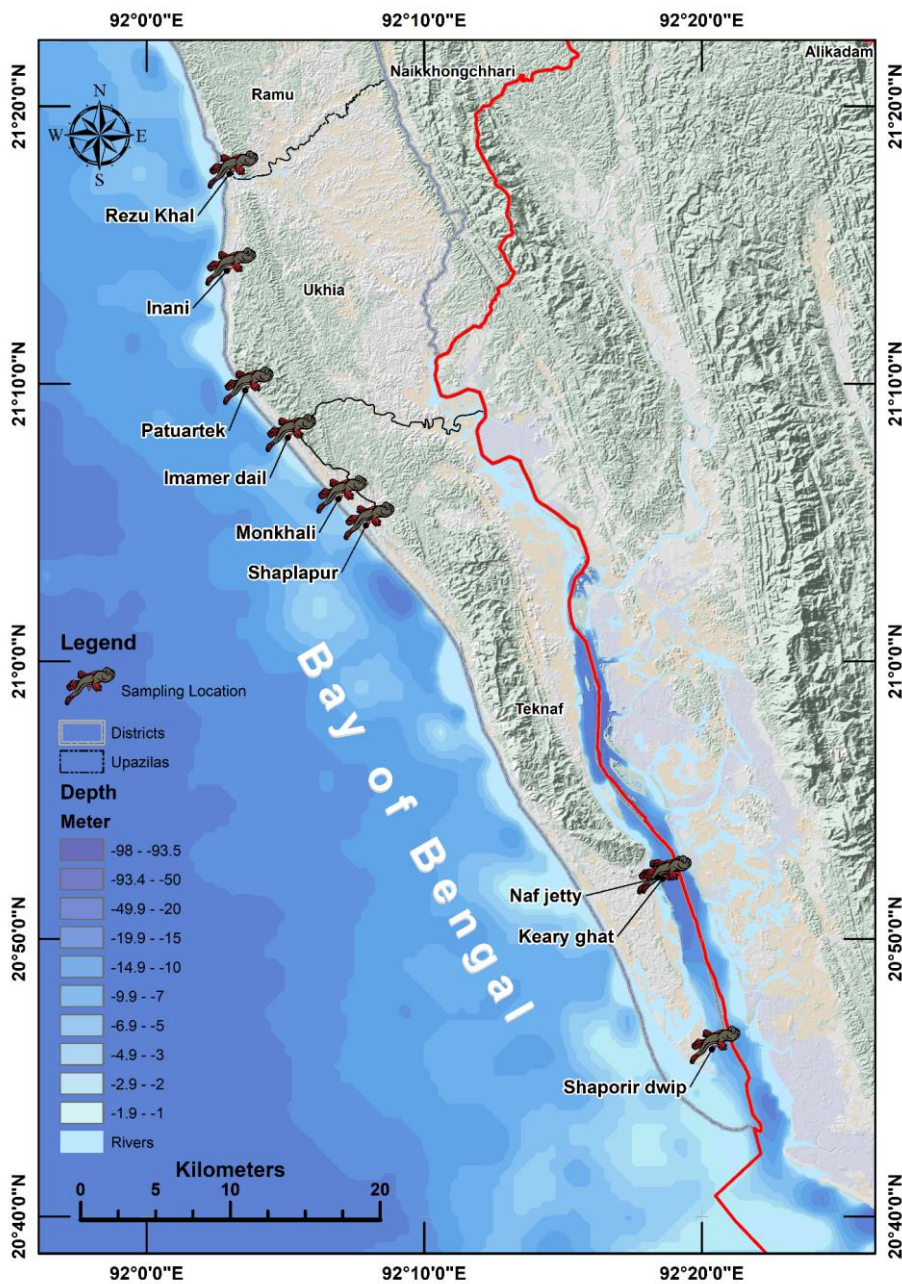 92°0'0"E 92°10'0"E 92°20'0"E
Alikadam
Naikkhongchhari
Ramu
21°20'0"N
21°20'0"N
N
W E
S
Rezu Khal
Inani
Ukhia
21°10'0"N
21°10'0"N
Patuartek
Imamer dail
Monkhali
Shaplapur
Legend
Sampling Location
Districts
Upazilas
21°0'0"N
21°0'0"N
Teknaf
Bay of Bengal
Depth
Meter
-98 - -93.5
-93.4 - -50
-49.9 - -20
-19.9 - -15
-14.9 - -10
-9.9 - -7
-6.9 - -5
-4.9 - -3
-2.9 - -2
-1.9 - -1
Rivers
Naf jetty
Keary ghat
20°50'0"N
20°50'0"N
Shaporir dwip
Kilometers
0 5 10 20
20°40'0"N
20°40'0"N
92°0'0"E 92°10'0"E 92°20'0"E